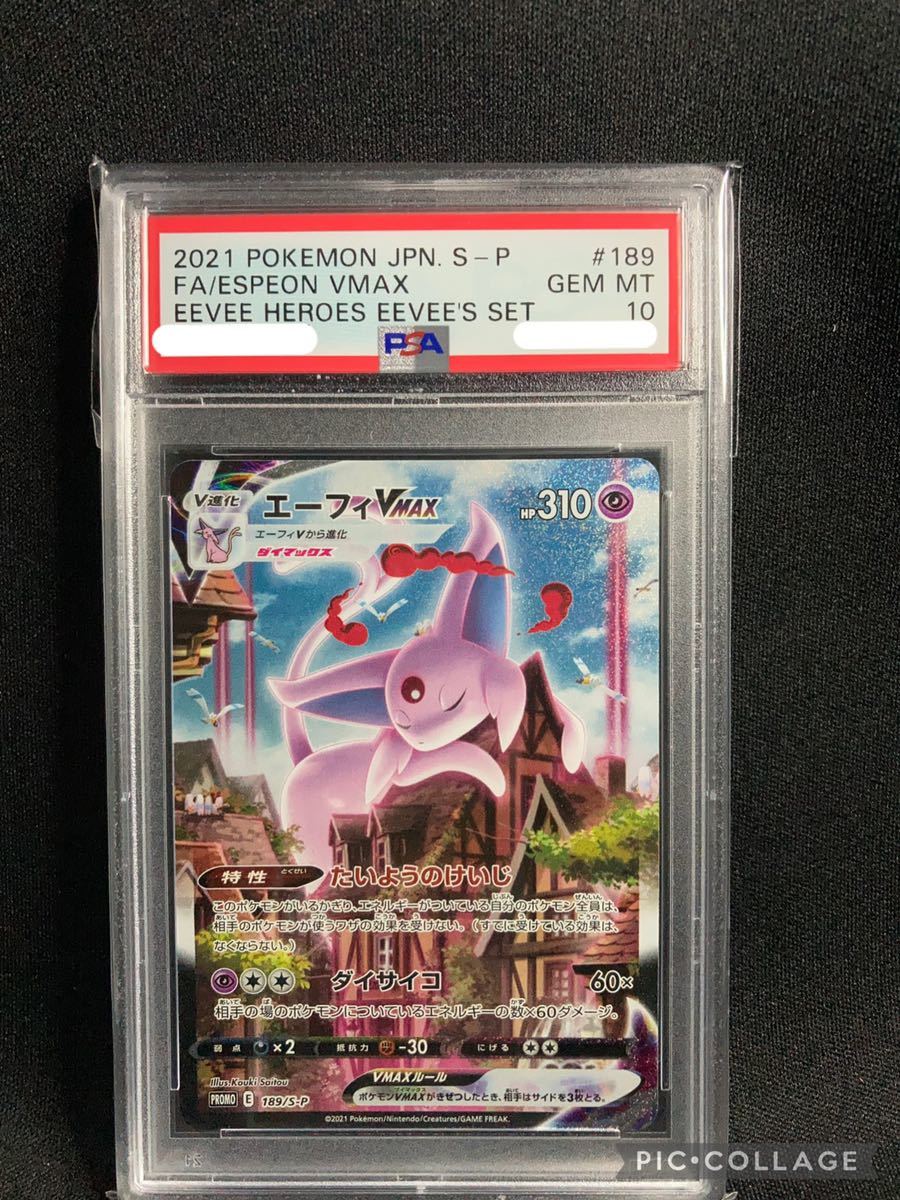 2021 POKEMON JPN. S-P #189
FA/ESPEON VMAX GEM MT
EEVEE HEROES EEVEE'S SET 10
PSA
V進化 エーフィVMAX HP310
エーフィVから進化
ダイマックス
特性 とくせい たいようのけいじ
このポケモンがいるかぎり、エネルギーがついている自分のポケモン全員は、
相手のポケモンが使うワザの効果を受けない。(すでに受けている効果は、
なくならない。)
ダイサイコ 60×
相手の場のポケモンについているエネルギーの数×60ダメージ。
弱点 ×2 抵抗力 -30 にげる
Illus.Kouki Saitou
VMAXルール
ポケモンVMAXがきぜつしたとき、相手はサイドを3枚とる。
PROMO E 189/S-P
©2021 Pokémon/Nintendo/Creatures/GAME FREAK.
PIC•COLLAGE